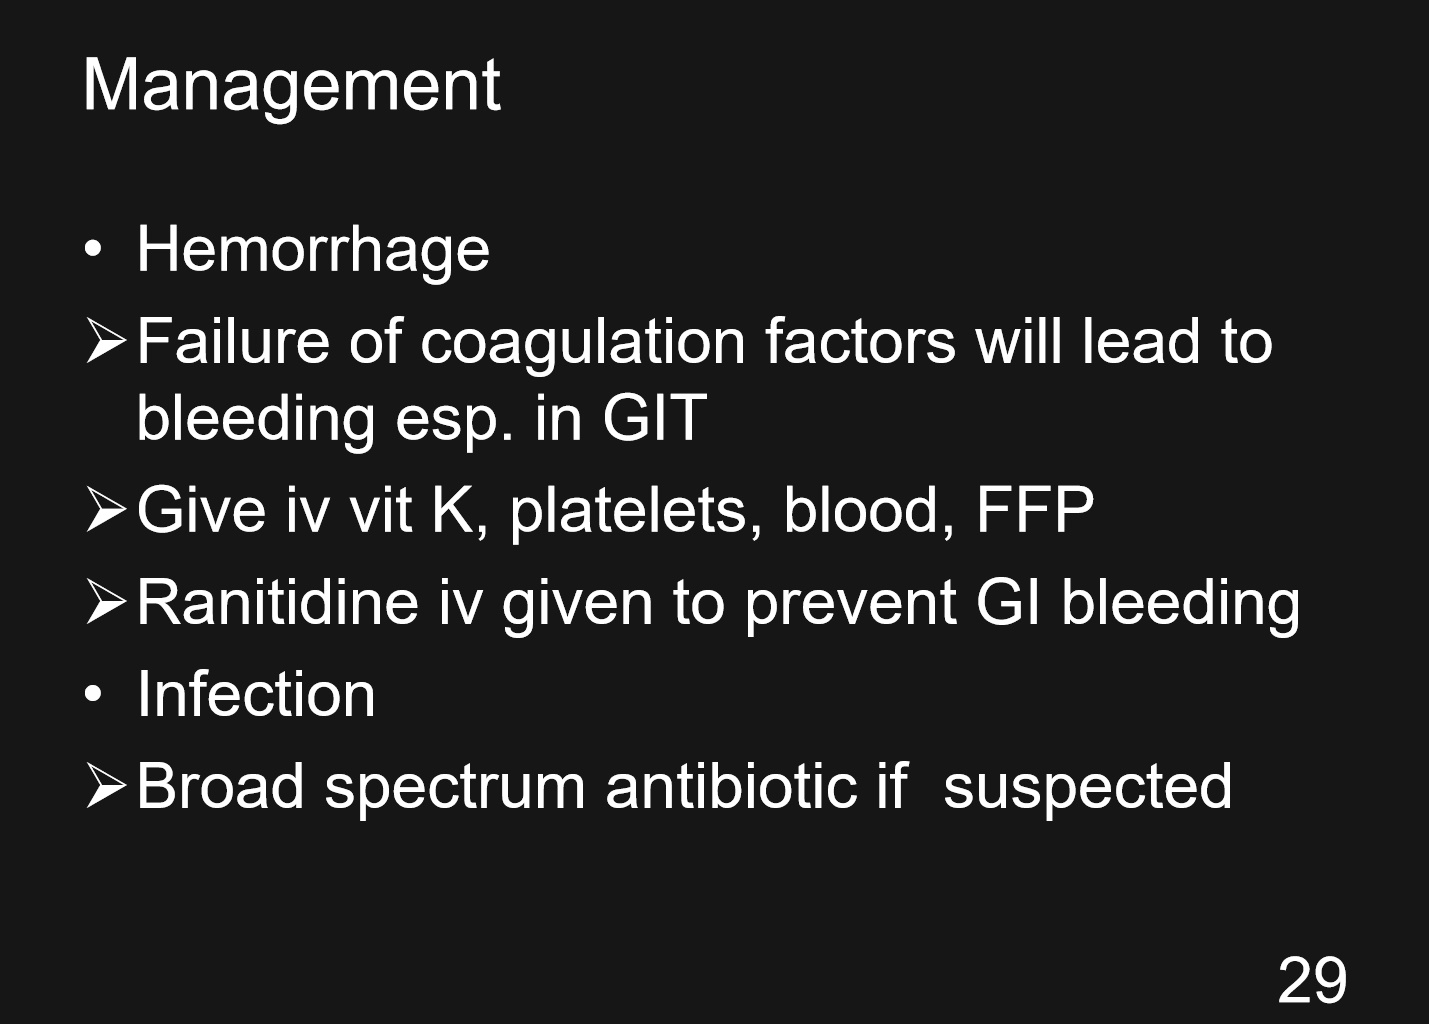 Management
• Hemorrhage
➢Failure of coagulation factors will lead to
bleeding esp. in GIT
➢Give iv vit K, platelets, blood, FFP
➢Ranitidine iv given to prevent GI bleeding
• Infection
➢Broad spectrum antibiotic if  suspected
29